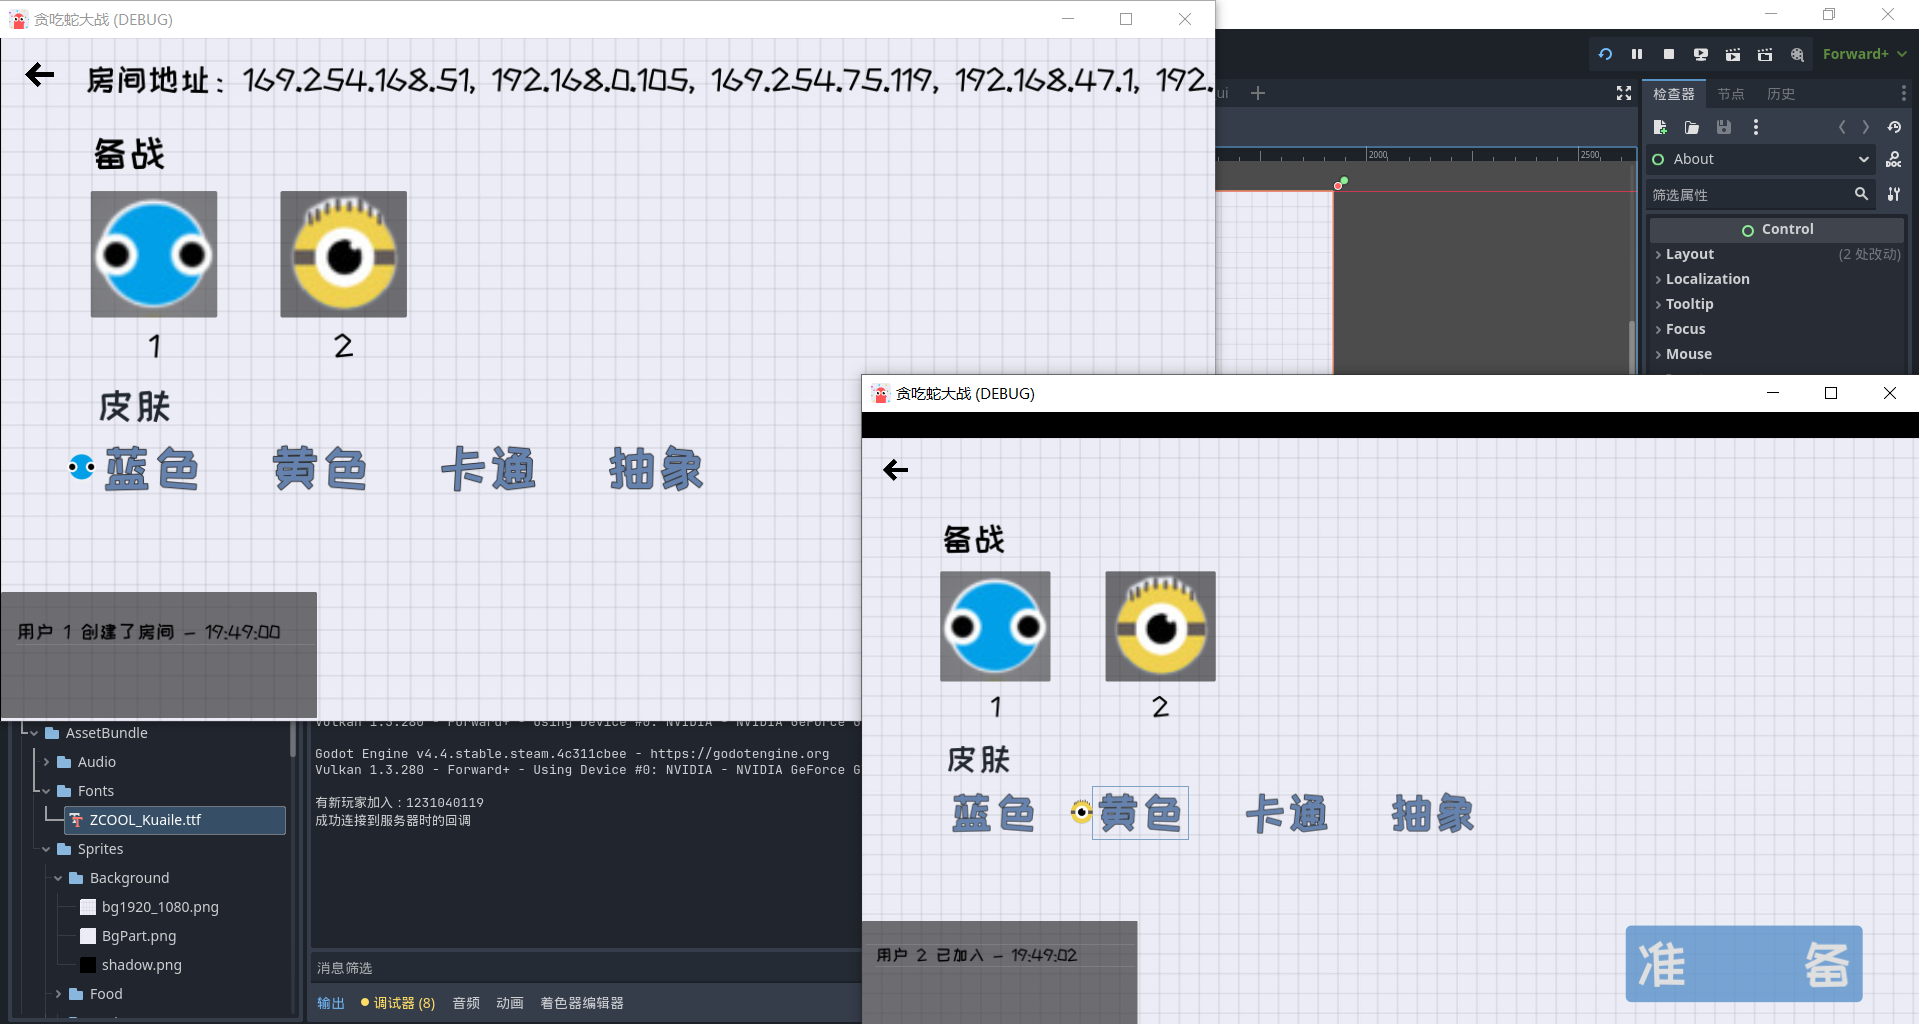 贪吃蛇大战 (DEBUG)
房间地址：169.254.168.51, 192.168.0.105, 169.254.75.119, 192.168.47.1, 192.
备战
1
2
皮肤
蓝色
黄色
卡通
抽象
用户 1 创建了房间 - 19:49:00
Forward+
ui
2000
2500
检查器
节点
历史
About
DOC
筛选属性
Control
Layout
(2 处改动)
Localization
Tooltip
Focus
Mouse
贪吃蛇大战 (DEBUG)
备战
1
2
皮肤
蓝色
黄色
卡通
抽象
用户 2 已加入 - 19:49:02
准备
AssetBundle
Audio
Fonts
ZCOOL_Kuaile.ttf
Sprites
Background
bg1920_1080.png
BgPart.png
shadow.png
Food
Vulkan 1.3.280 - Forward+ - Using Device #0: NVIDIA - NVIDIA GeForce G
Godot Engine v4.4.stable.steam.4c311cbee - https://godotengine.org
Vulkan 1.3.280 - Forward+ - Using Device #0: NVIDIA - NVIDIA GeForce G
有新玩家加入：1231040119
成功连接到服务器时的回调
消息筛选
输出
调试器 (8)
音频
动画
着色器编辑器